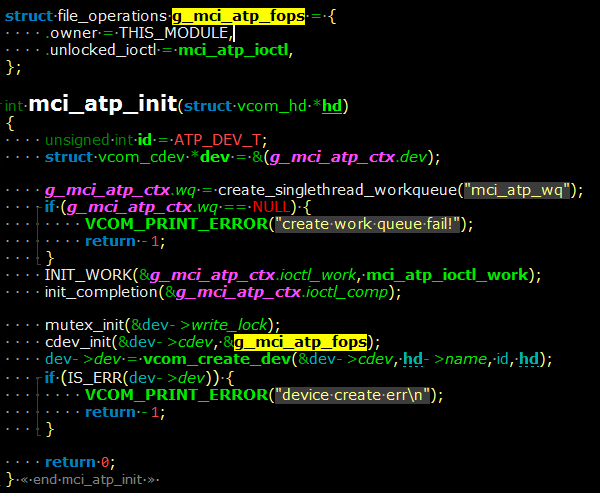 struct file_operations g_mci_atp_fops = {
    .owner = THIS_MODULE,
    .unlocked_ioctl = mci_atp_ioctl,
};

int mci_atp_init(struct vcom_hd *hd)
{
    unsigned int id = ATP_DEV_T;
    struct vcom_cdev *dev = &(g_mci_atp_ctx.dev);

    g_mci_atp_ctx.wq = create_singlethread_workqueue("mci_atp_wq");
    if (g_mci_atp_ctx.wq == NULL) {
        VCOM_PRINT_ERROR("create work queue fail!");
        return -1;
    }
    INIT_WORK(&g_mci_atp_ctx.ioctl_work, mci_atp_ioctl_work);
    init_completion(&g_mci_atp_ctx.ioctl_comp);

    mutex_init(&dev->write_lock);
    cdev_init(&dev->cdev, &g_mci_atp_fops);
    dev->dev = vcom_create_dev(&dev->cdev, hd->name, id, hd);
    if (IS_ERR(dev->dev)) {
        VCOM_PRINT_ERROR("device create err\n");
        return -1;
    }

    return 0;
} « end mci_atp_init »